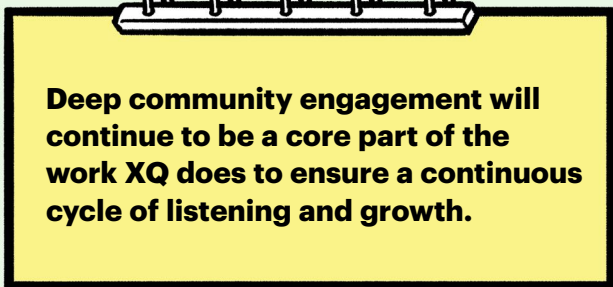 Deep community engagement will
continue to be a core part of the
work XQ does to ensure a continuous
cycle of listening and growth.